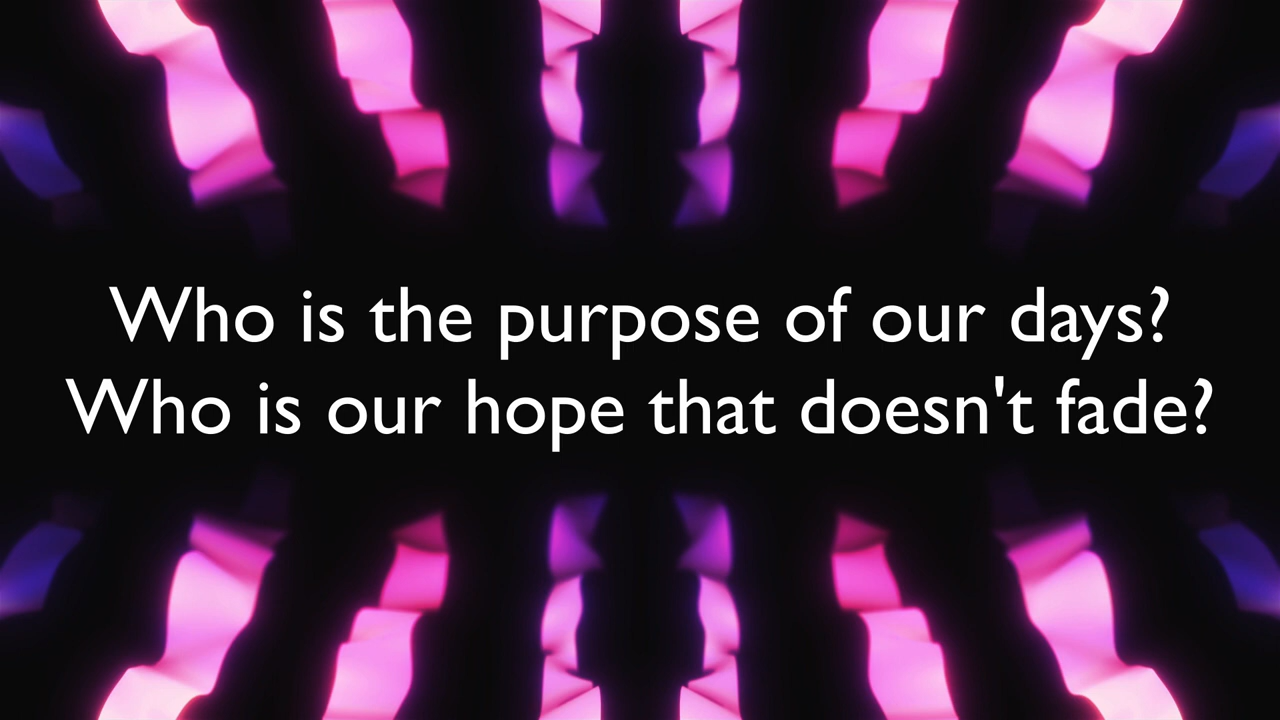 Who is the purpose of our days?
Who is our hope that doesn't fade?